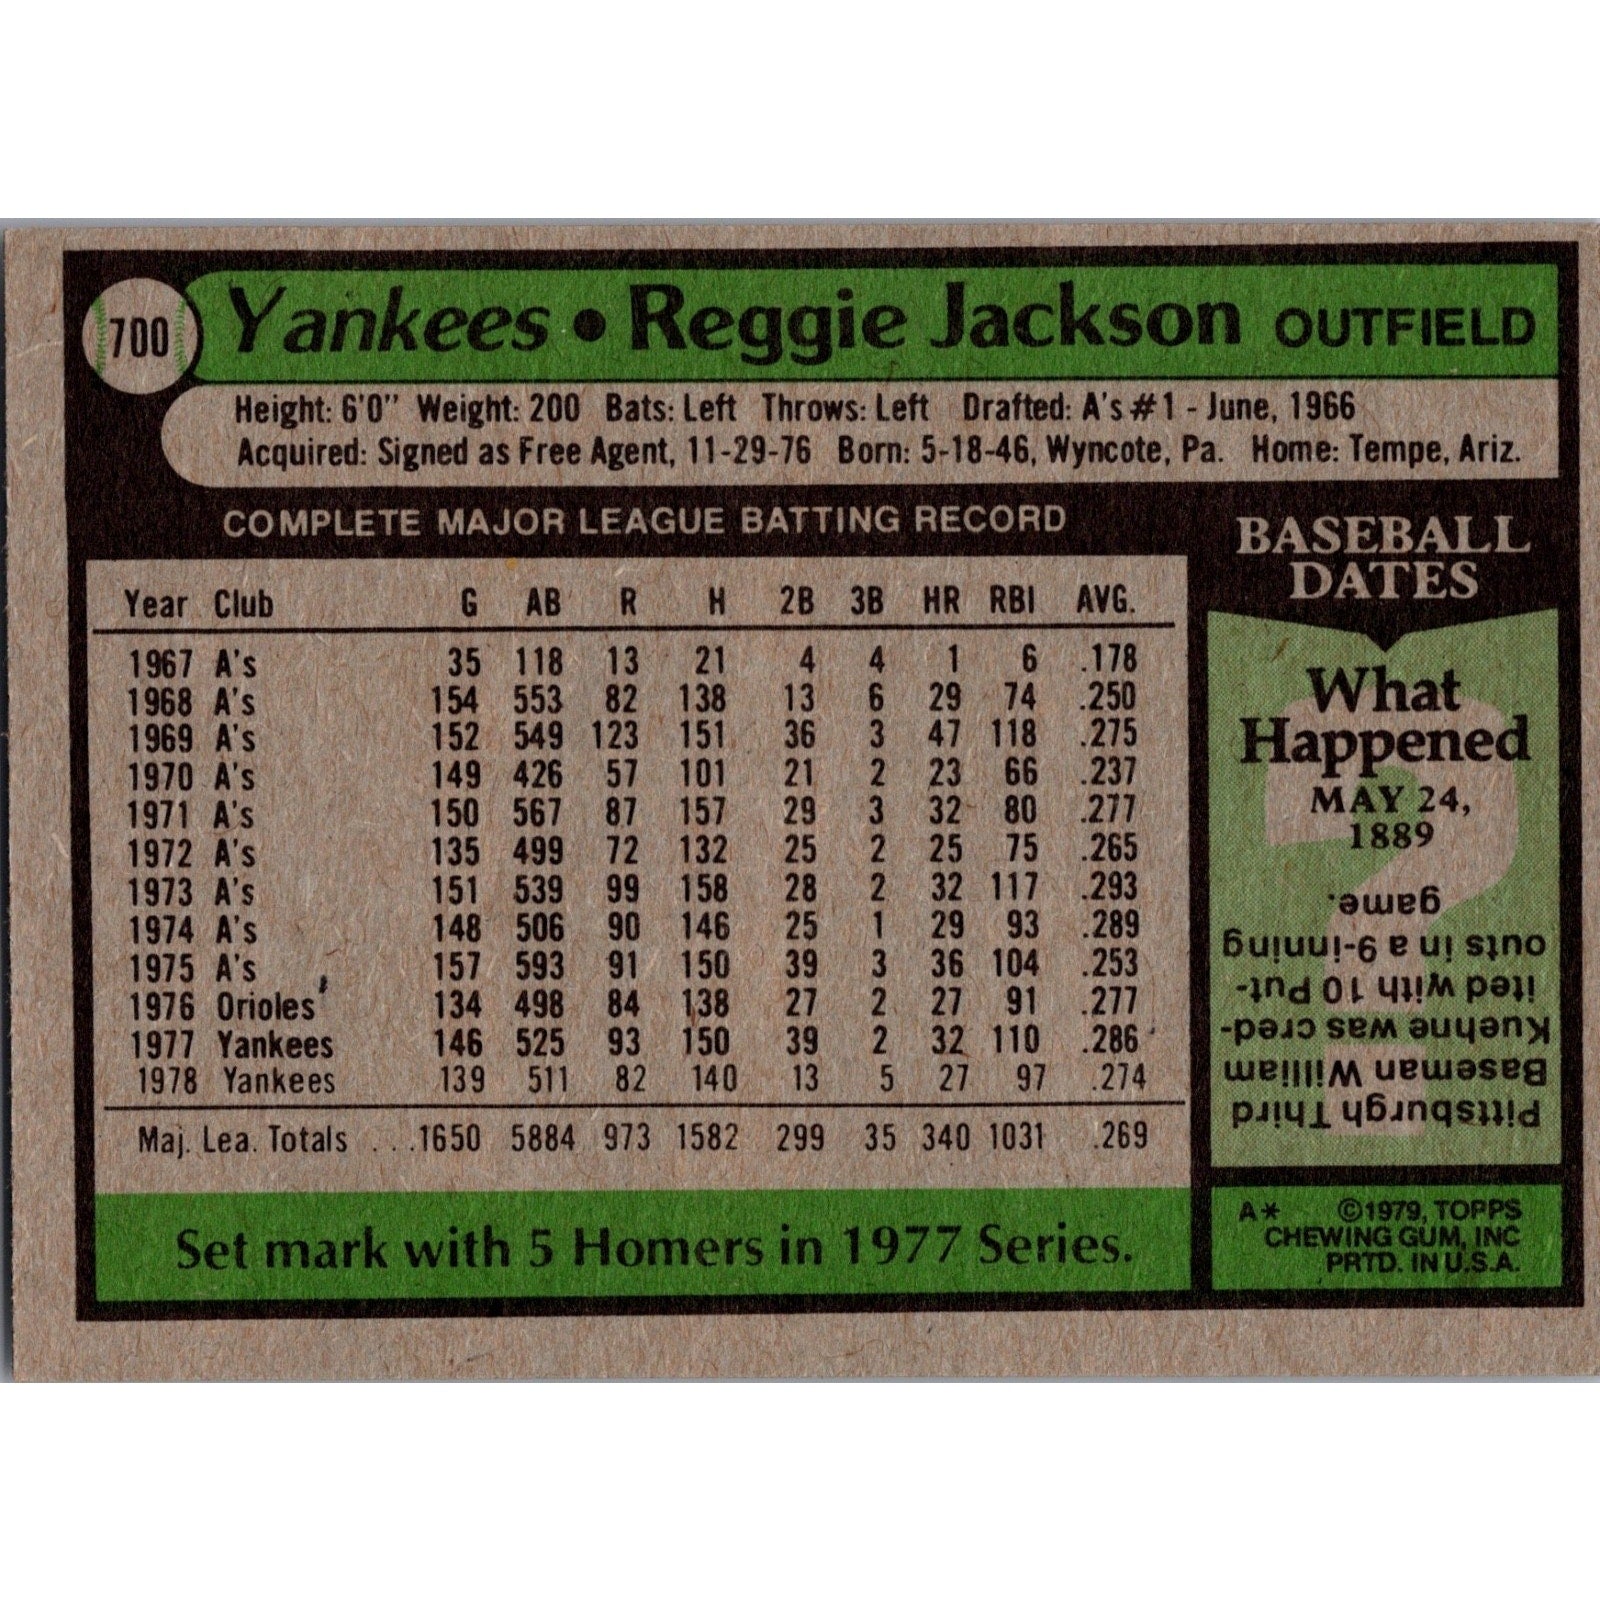 700
Yankees • Reggie Jackson OUTFIELD
Height: 6'0" Weight: 200 Bats: Left Throws: Left Drafted: A's #1 - June, 1966
Acquired: Signed as Free Agent, 11-29-76 Born: 5-18-46, Wyncote, Pa. Home: Tempe, Ariz.
COMPLETE MAJOR LEAGUE BATTING RECORD
Year Club G AB R H 2B 3B HR RBI AVG.
1967 A's 35 118 13 21 4 4 1 6 .178
1968 A's 154 553 82 138 13 6 29 74 .250
1969 A's 152 549 123 151 36 3 47 118 .275
1970 A's 149 426 57 101 21 2 23 66 .237
1971 A's 150 567 87 157 29 3 32 80 .277
1972 A's 135 499 72 132 25 2 25 75 .265
1973 A's 151 539 99 158 28 2 32 117 .293
1974 A's 148 506 90 146 25 1 29 93 .289
1975 A's 157 593 91 150 39 3 36 104 .253
1976 Orioles 134 498 84 138 27 2 27 91 .277
1977 Yankees 146 525 93 150 39 2 32 110 .286
1978 Yankees 139 511 82 140 13 5 27 97 .274
Maj. Lea. Totals . . .1650 5884 973 1582 299 35 340 1031 .269
Set mark with 5 Homers in 1977 Series.
BASEBALL
DATES
What
Happened
MAY 24,
1889
Pittsburgh Third
Baseman William
Kuehne was cred-
ited with 10 Put-
outs in a 9-inning
game.
A* ©1979, TOPPS
CHEWING GUM, INC
PRTD. IN U.S.A.